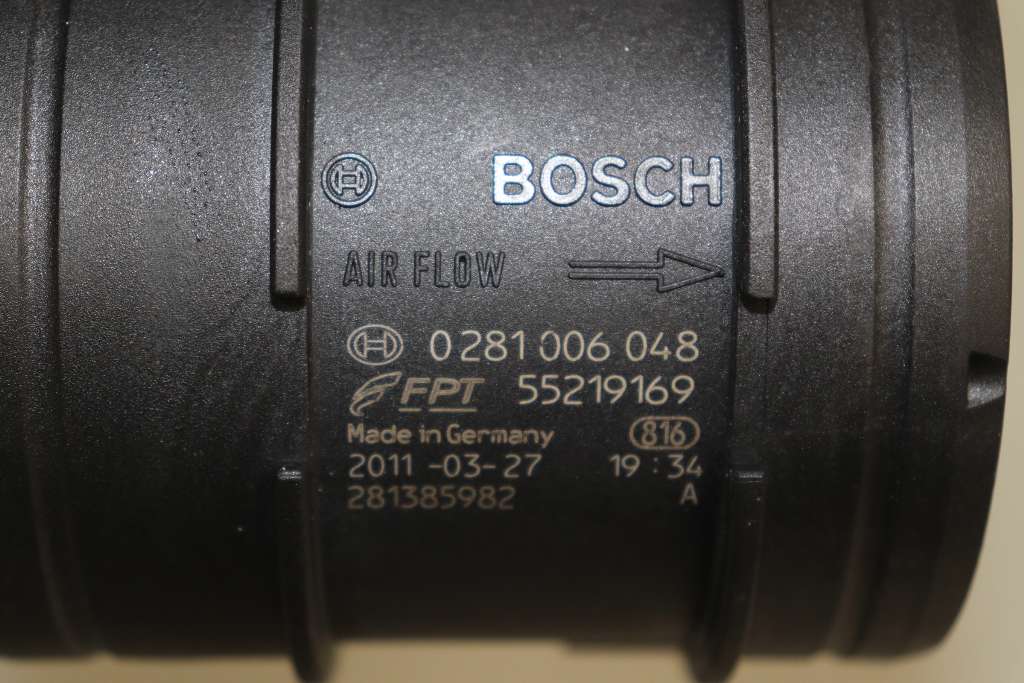 BOSCH
AIR FLOW
0 281 006 048
FPT 55219169
Made in Germany 816
2011-03-27 19:34
281385982 A